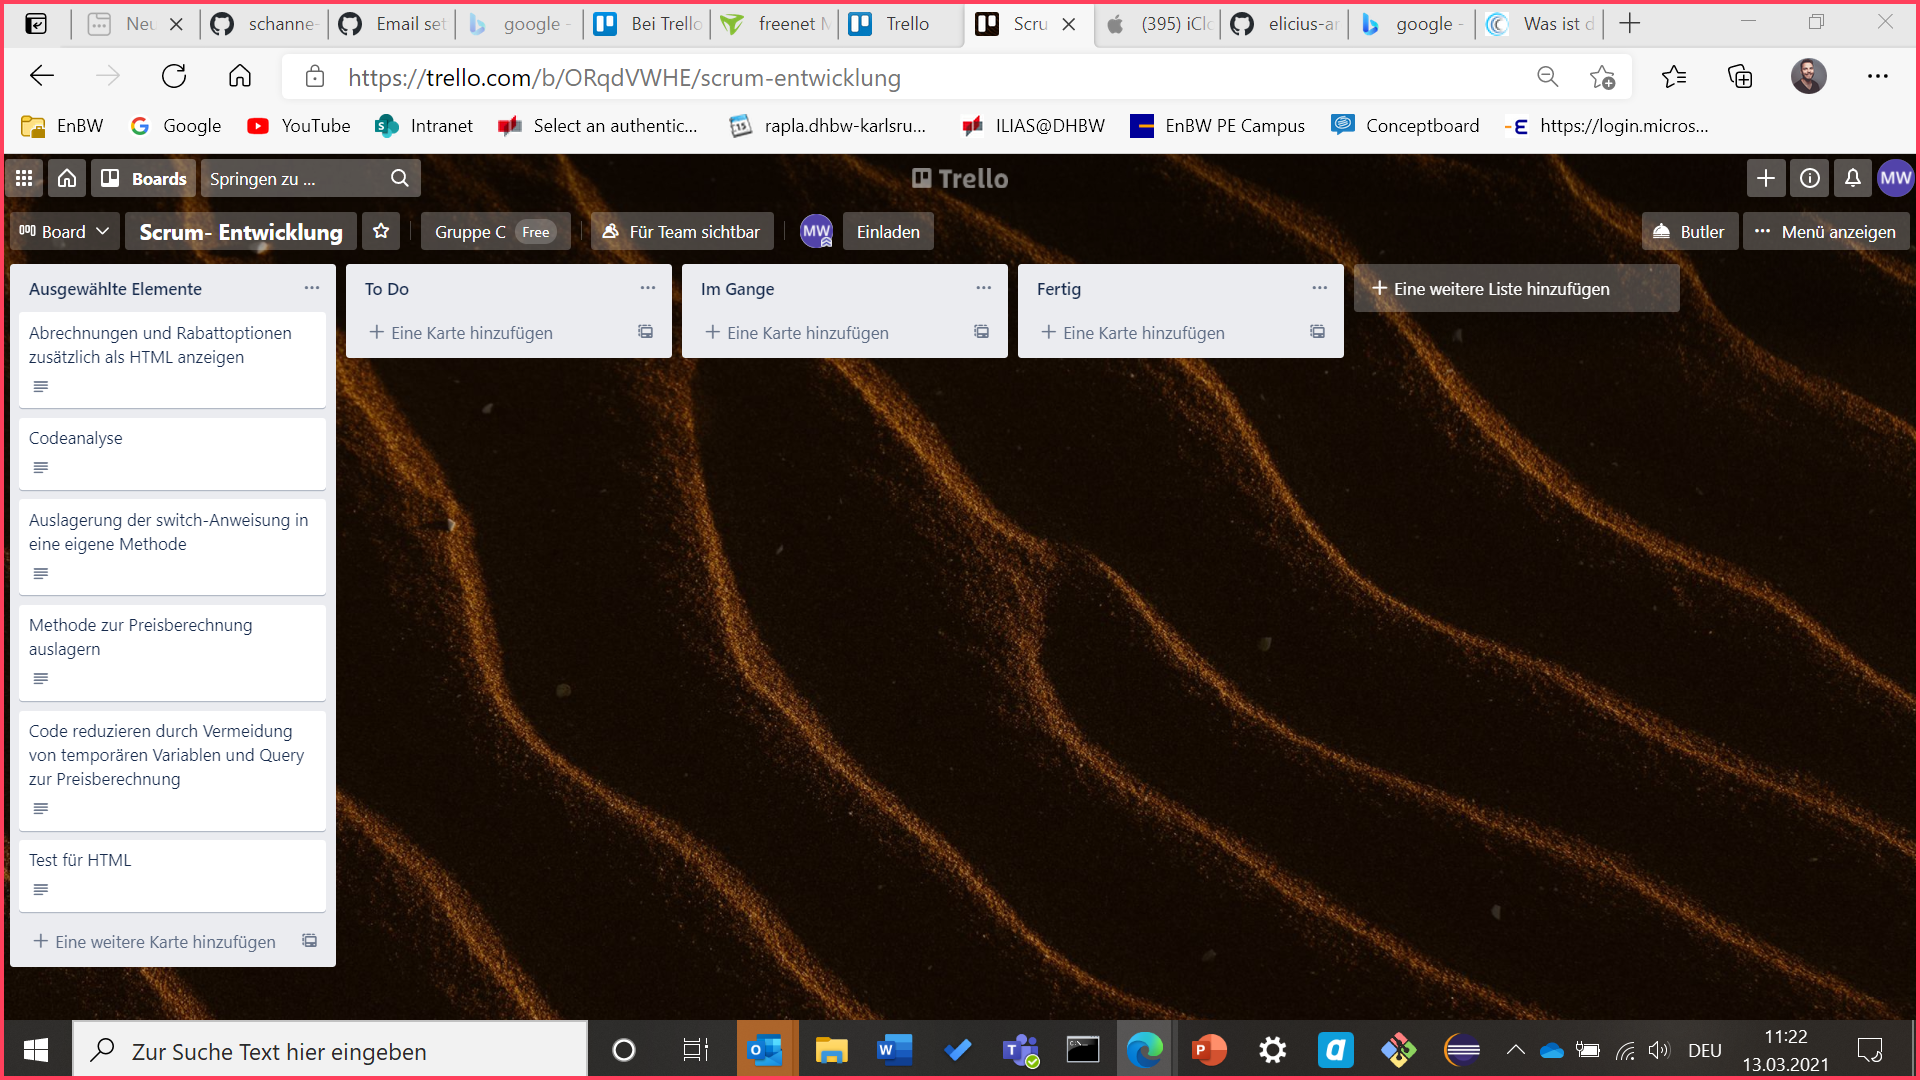 Neu
schanne-
Email set
google -
Bei Trello
freenet M
Trello
Scru
(395) iClo
elicius-ar
google -
Was ist d
https://trello.com/b/ORqdVWHE/scrum-entwicklung
EnBW
Google
YouTube
Intranet
Select an authentic...
rapla.dhbw-karlsru...
ILIAS@DHBW
EnBW PE Campus
Conceptboard
https://login.micros...
Boards
Springen zu ...
Trello
MW
Board
Scrum- Entwicklung
Gruppe C Free
Für Team sichtbar
MW
Einladen
Butler
Menü anzeigen
Ausgewählte Elemente
Abrechnungen und Rabattoptionen
zusätzlich als HTML anzeigen
Codeanalyse
Auslagerung der switch-Anweisung in
eine eigene Methode
Methode zur Preisberechnung
auslagern
Code reduzieren durch Vermeidung
von temporären Variablen und Query
zur Preisberechnung
Test für HTML
Eine weitere Karte hinzufügen
To Do
Eine Karte hinzufügen
Im Gange
Eine Karte hinzufügen
Fertig
Eine Karte hinzufügen
Eine weitere Liste hinzufügen
Zur Suche Text hier eingeben
DEU
11:22
13.03.2021